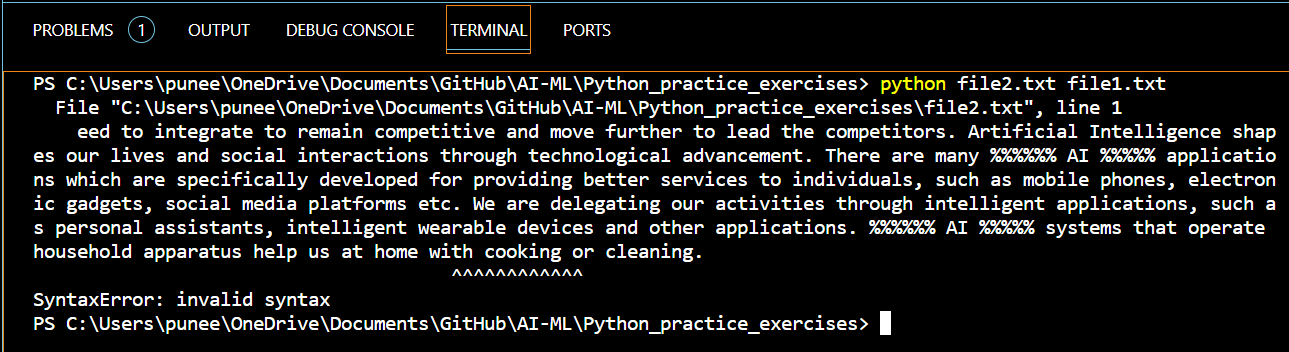 PROBLEMS 1 OUTPUT DEBUG CONSOLE TERMINAL PORTS
PS C:\Users\punee\OneDrive\Documents\GitHub\AI-ML\Python_practice_exercises> python file2.txt file1.txt
  File "C:\Users\punee\OneDrive\Documents\GitHub\AI-ML\Python_practice_exercises\file2.txt", line 1
    eed to integrate to remain competitive and move further to lead the competitors. Artificial Intelligence shap
es our lives and social interactions through technological advancement. There are many %%%%%% AI %%%%% applicatio
ns which are specifically developed for providing better services to individuals, such as mobile phones, electron
ic gadgets, social media platforms etc. We are delegating our activities through intelligent applications, such a
s personal assistants, intelligent wearable devices and other applications. %%%%%% AI %%%%% systems that operate
household apparatus help us at home with cooking or cleaning.
                                      ^^^^^^^^^^^^
SyntaxError: invalid syntax
PS C:\Users\punee\OneDrive\Documents\GitHub\AI-ML\Python_practice_exercises>